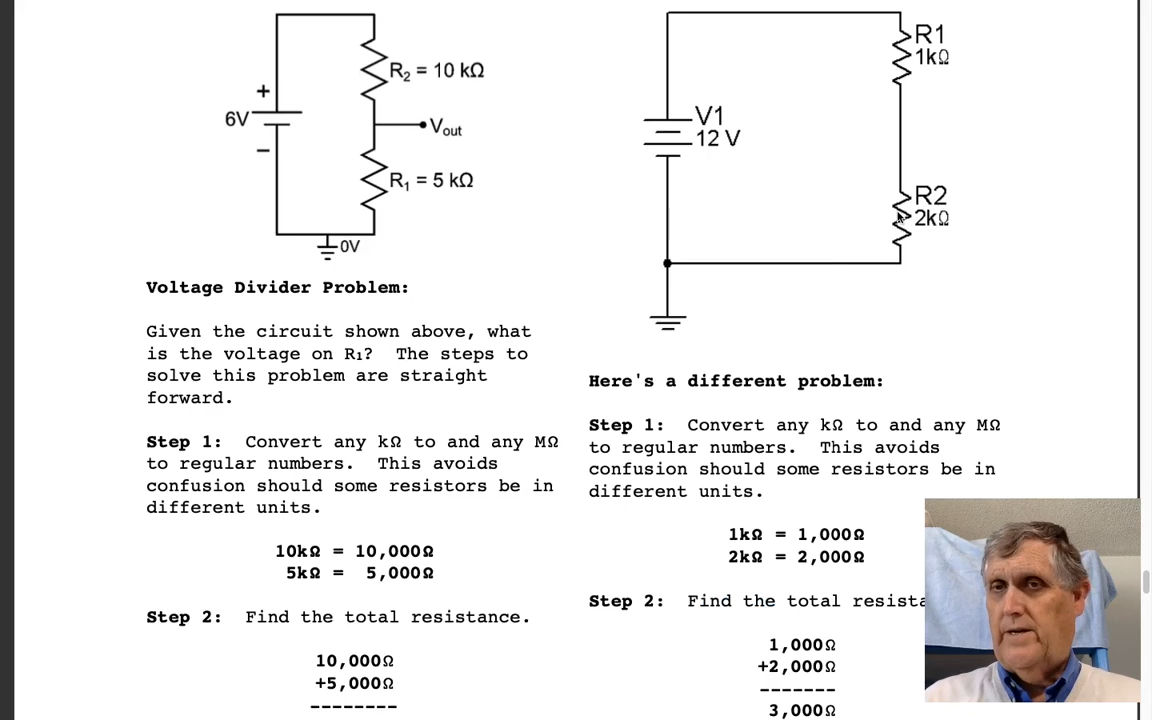 R2 = 10 kΩ
+
6V
Vout
−
R1 = 5 kΩ
0V
Voltage Divider Problem:
Given the circuit shown above, what
is the voltage on R1? The steps to
solve this problem are straight
forward.
Step 1: Convert any kΩ to and any MΩ
to regular numbers. This avoids
confusion should some resistors be in
different units.
10kΩ = 10,000Ω
5kΩ = 5,000Ω
Step 2: Find the total resistance.
10,000Ω
+5,000Ω
--------
R1
1kΩ
V1
12 V
R2
2kΩ
Here's a different problem:
Step 1: Convert any kΩ to and any MΩ
to regular numbers. This avoids
confusion should some resistors be in
different units.
1kΩ = 1,000Ω
2kΩ = 2,000Ω
Step 2: Find the total resista
1,000Ω
+2,000Ω
-------
3,000Ω